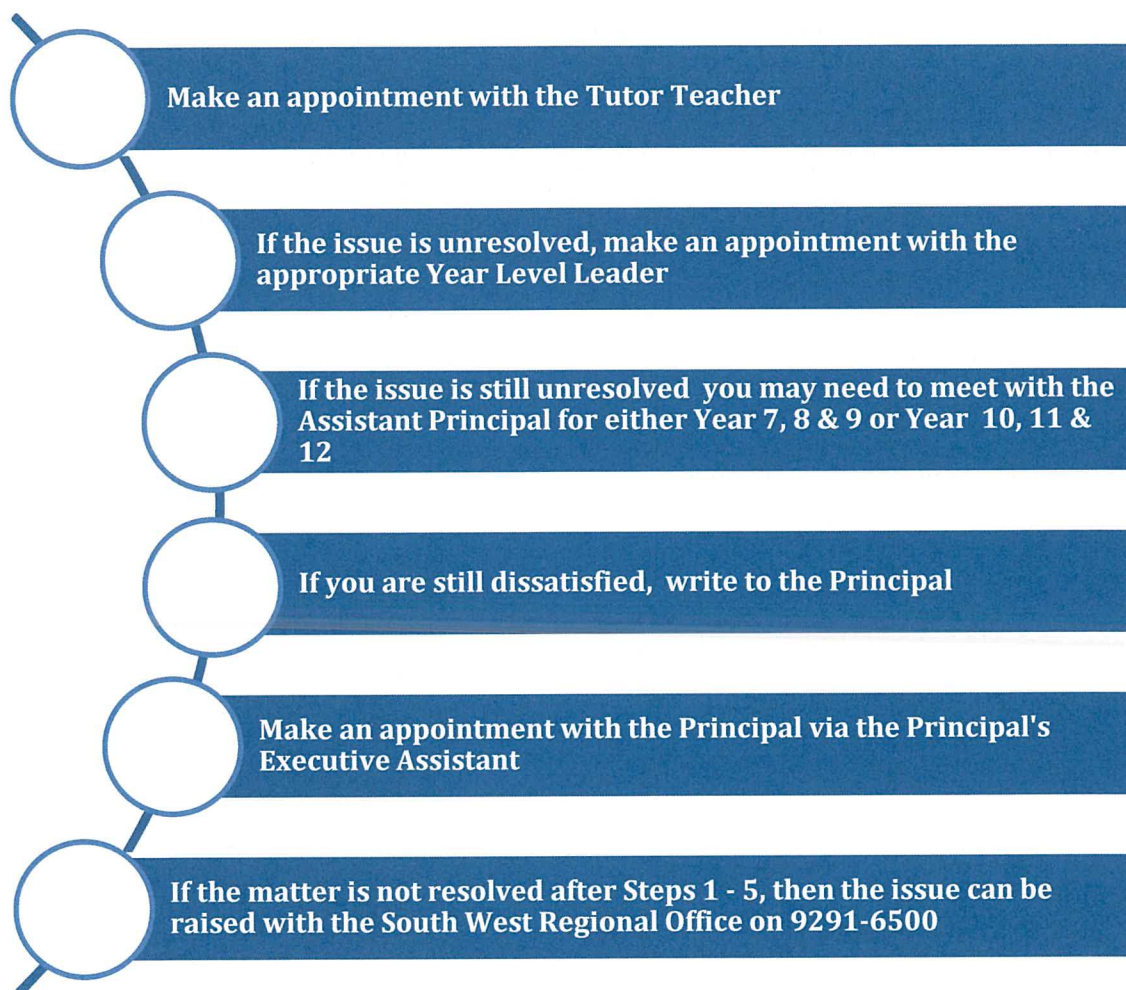 Make an appointment with the Tutor Teacher
If the issue is unresolved, make an appointment with the
appropriate Year Level Leader
If the issue is still unresolved  you may need to meet with the
Assistant Principal for either Year 7, 8 & 9 or Year  10, 11 &
12
If you are still dissatisfied,  write to the Principal
Make an appointment with the Principal via the Principal's
Executive Assistant
If the matter is not resolved after Steps 1 - 5, then the issue can be
raised with the South West Regional Office on 9291-6500